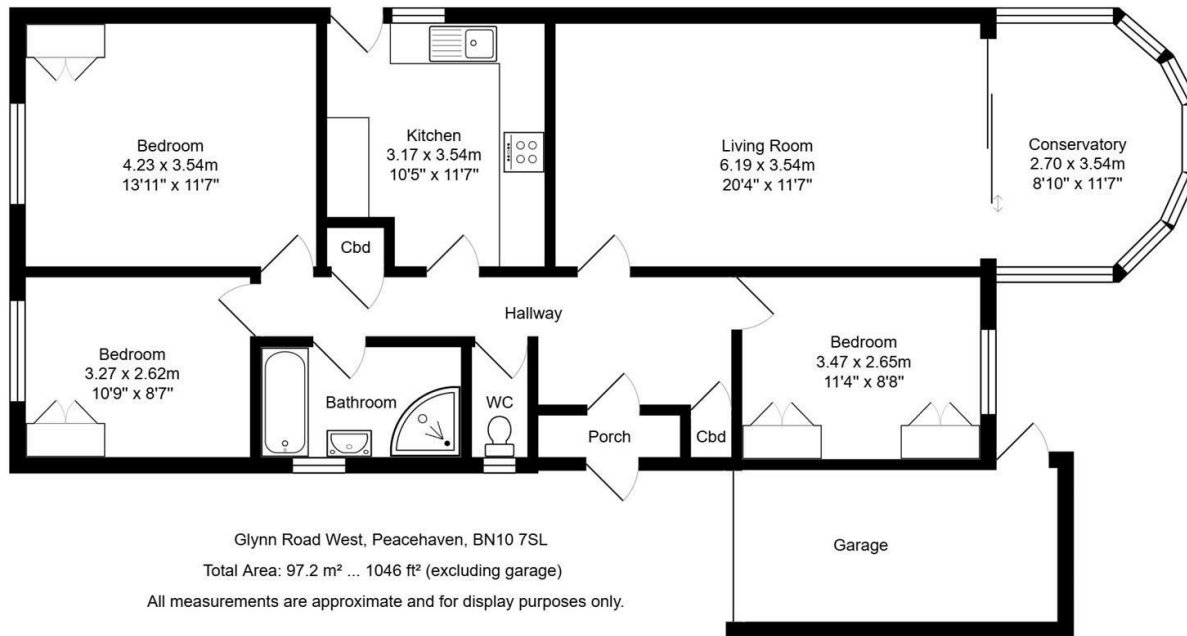 Bedroom
4.23 x 3.54m
13'11" x 11'7"
Kitchen
3.17 x 3.54m
10'5" x 11'7"
Living Room
6.19 x 3.54m
20'4" x 11'7"
Conservatory
2.70 x 3.54m
8'10" x 11'7"
Cbd
Hallway
Bedroom
3.27 x 2.62m
10'9" x 8'7"
Bathroom
WC
Porch
Cbd
Bedroom
3.47 x 2.65m
11'4" x 8'8"
Garage
Glynn Road West, Peacehaven, BN10 7SL
Total Area: 97.2 m² ... 1046 ft² (excluding garage)
All measurements are approximate and for display purposes only.